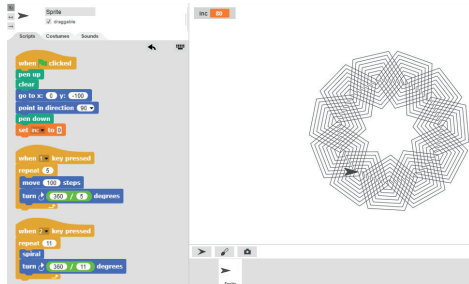 Sprite
draggable
Scripts Costumes Sounds
when clicked
pen up
clear
go to x: 0 y: -100
point in direction 90
pen down
set inc to 0
when 1 key pressed
repeat 5
move 100 steps
turn 360 / 5 degrees
when 2 key pressed
repeat 11
spiral
turn 360 / 11 degrees
inc 80
Sprite